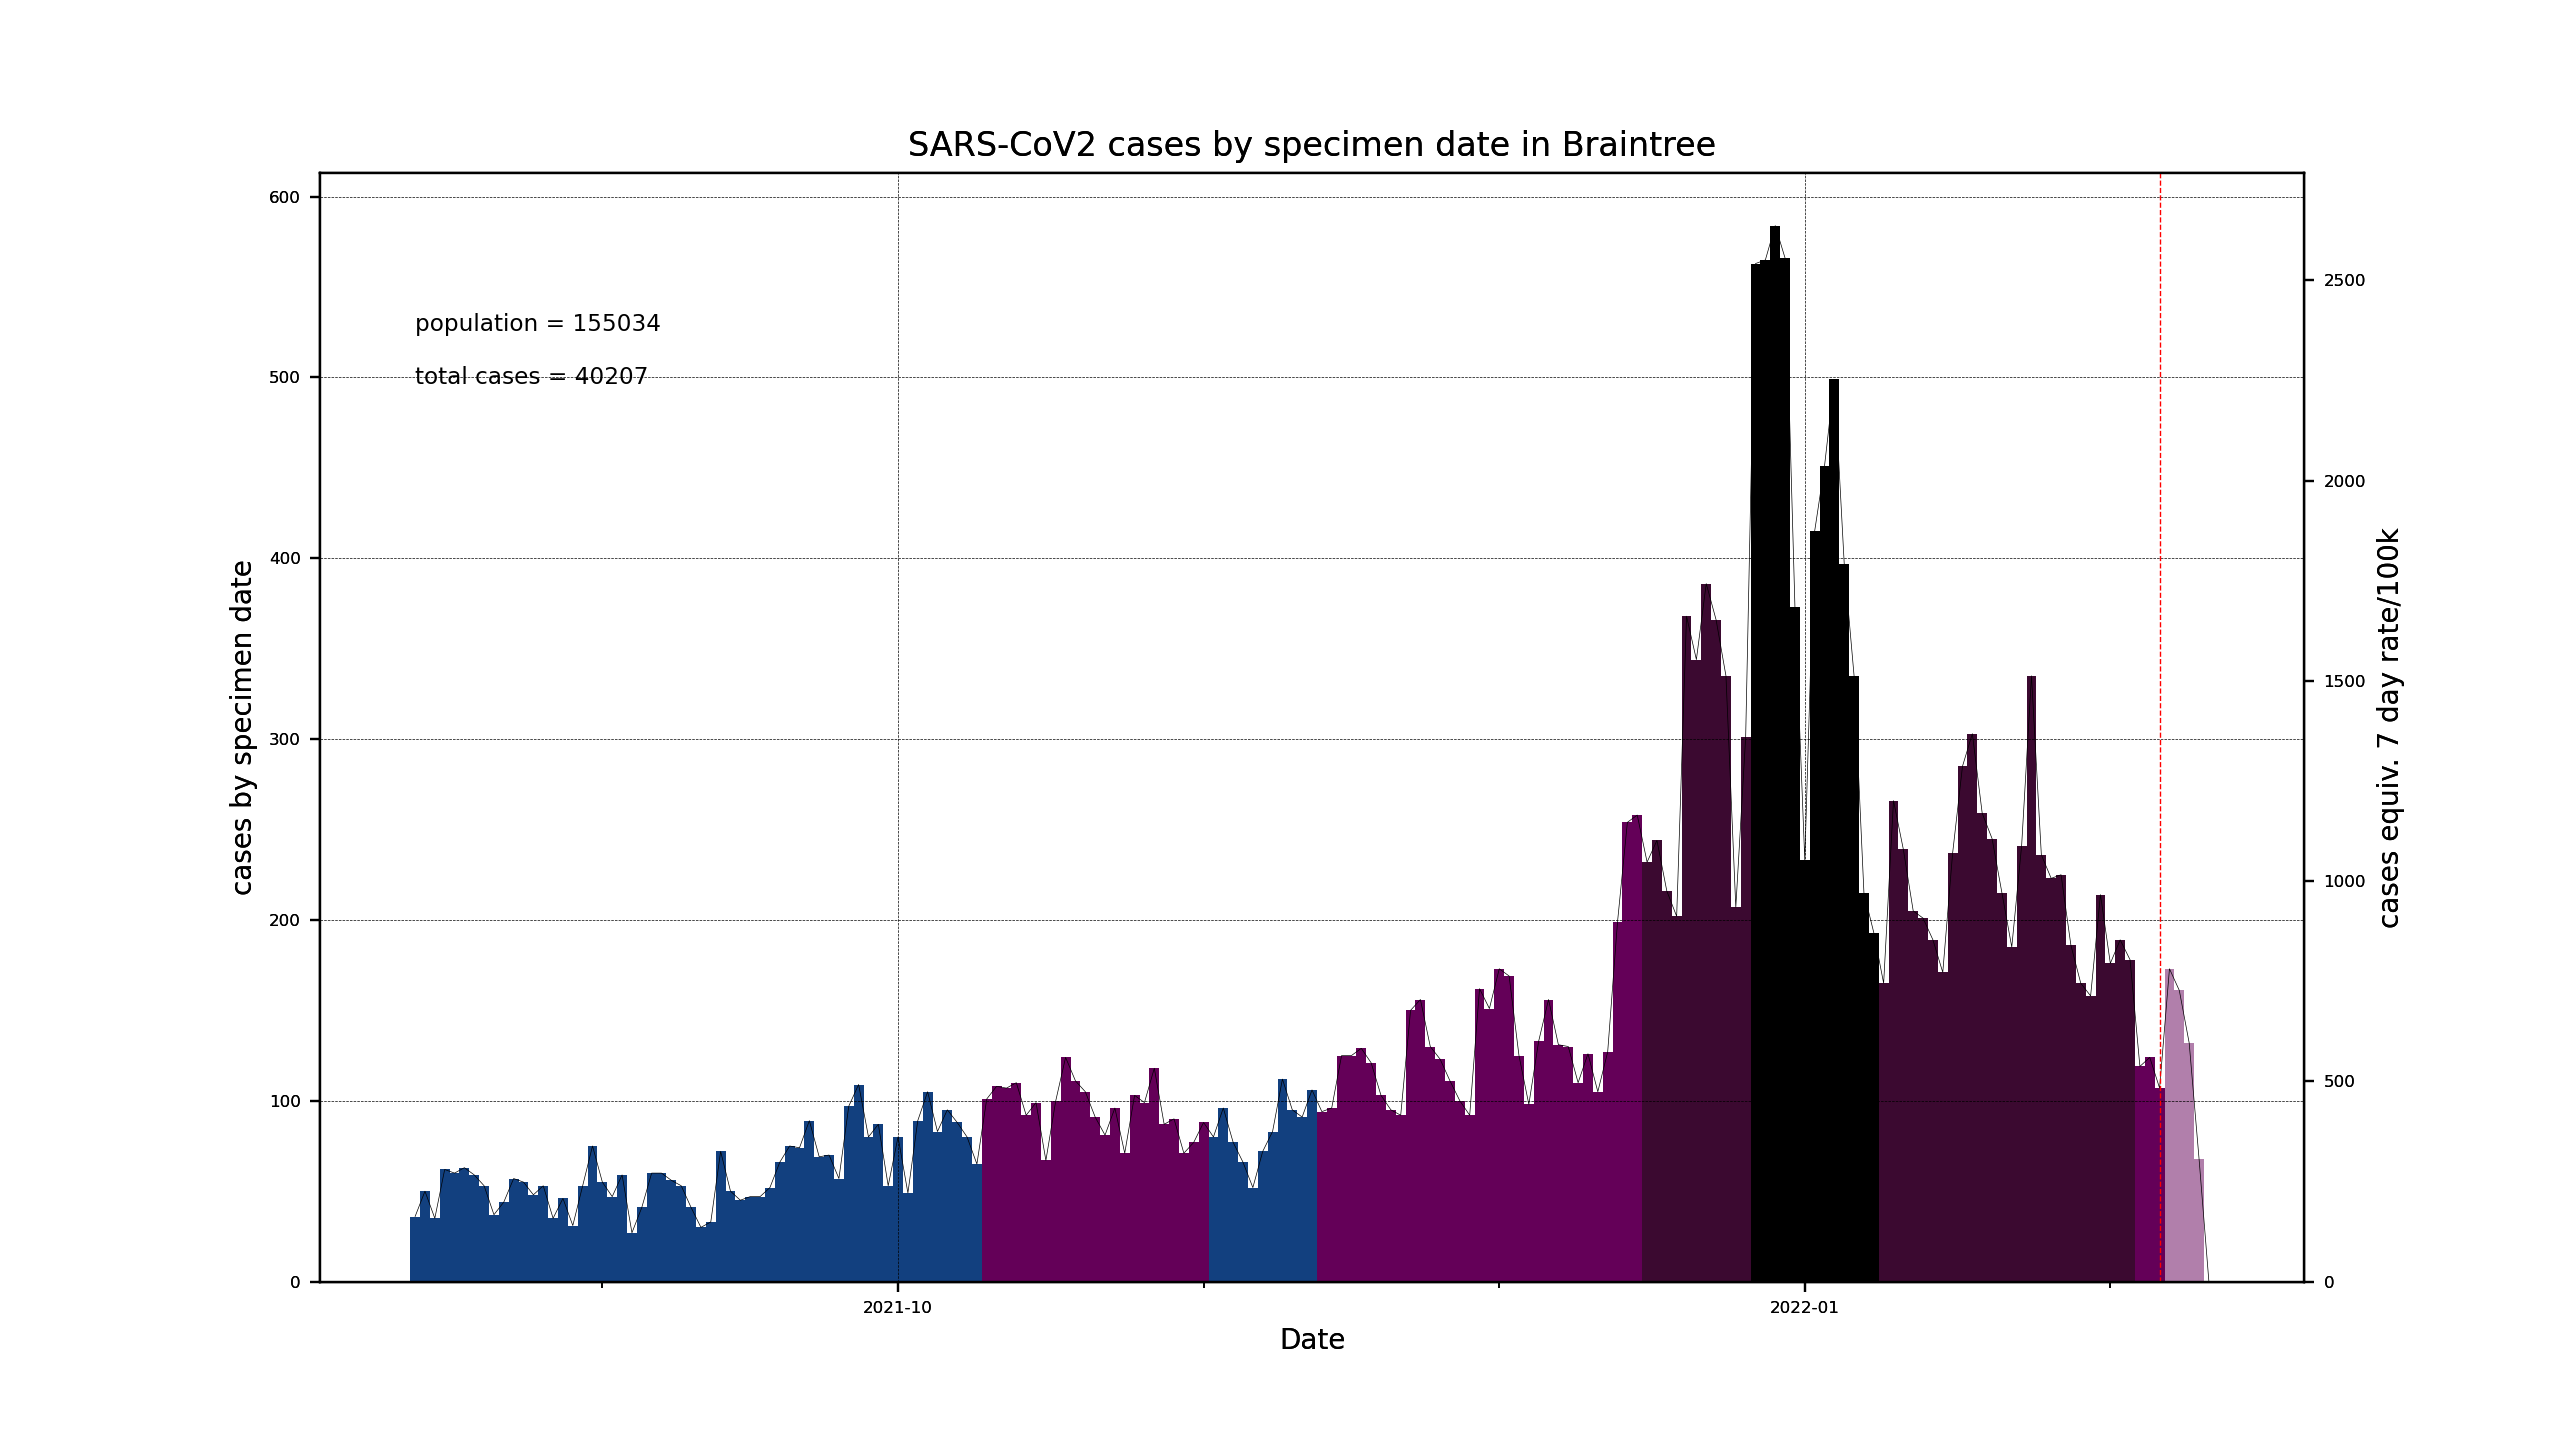 SARS-CoV2 cases by specimen date in Braintree
population = 155034
total cases = 40207
cases by specimen date
600
500
400
300
200
100
0
2500
2000
1500
1000
500
0
cases equiv. 7 day rate/100k
2021-10
2022-01
Date